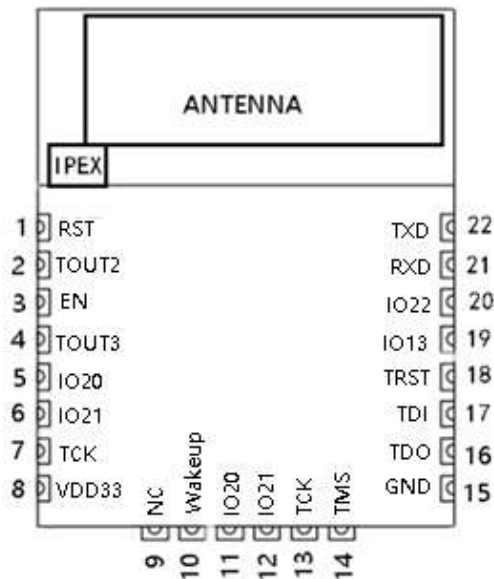 ANTENNA
IPEX
1 RST
2 TOUT2
3 EN
4 TOUT3
5 IO20
6 IO21
7 TCK
8 VDD33
9 NC
10 Wakeup
11 IO20
12 IO21
13 TCK
14 TMS
TXD 22
RXD 21
IO22 20
IO13 19
TRST 18
TDI 17
TDO 16
GND 15